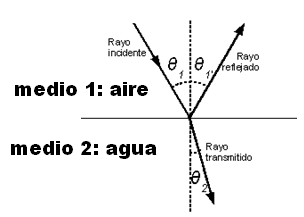 Rayo
incidente
θ1
θ1'
Rayo
reflejado
medio 1: aire
medio 2: agua
Rayo
transmitido
θ2